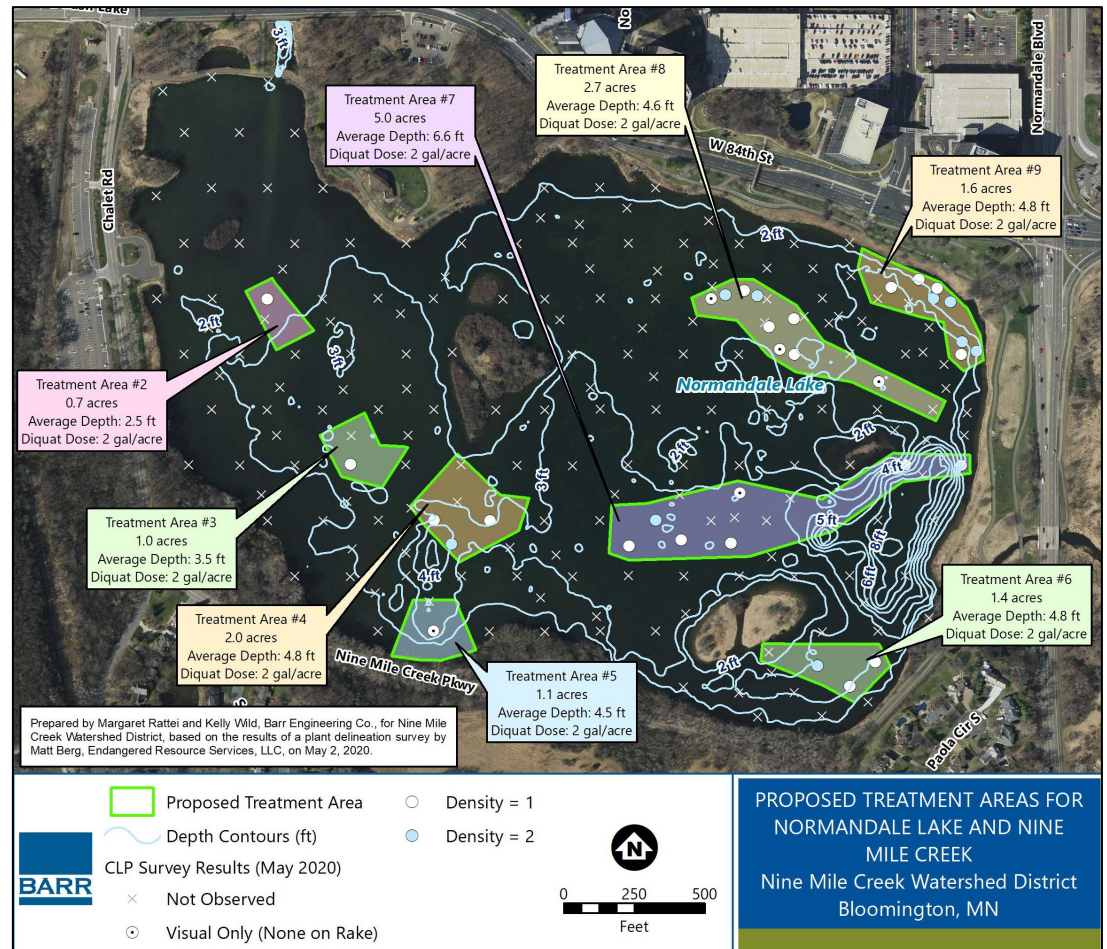 Normandale Blvd
W 84th St
Chalet Rd
3 ft
Treatment Area #8
2.7 acres
Average Depth: 4.6 ft
Diquat Dose: 2 gal/acre
Treatment Area #7
5.0 acres
Average Depth: 6.6 ft
Diquat Dose: 2 gal/acre
Treatment Area #9
1.6 acres
Average Depth: 4.8 ft
Diquat Dose: 2 gal/acre
2 ft
2 ft
3 ft
Normandale Lake
Treatment Area #2
0.7 acres
Average Depth: 2.5 ft
Diquat Dose: 2 gal/acre
2 ft
2 ft
3 ft
4 ft
5 ft
8 ft
6 ft
Treatment Area #3
1.0 acres
Average Depth: 3.5 ft
Diquat Dose: 2 gal/acre
4 ft
Treatment Area #6
1.4 acres
Average Depth: 4.8 ft
Diquat Dose: 2 gal/acre
Treatment Area #4
2.0 acres
Average Depth: 4.8 ft
Diquat Dose: 2 gal/acre
Nine Mile Creek Pkwy
2 ft
Treatment Area #5
1.1 acres
Average Depth: 4.5 ft
Diquat Dose: 2 gal/acre
Paola Cir S
Prepared by Margaret Rattei and Kelly Wild, Barr Engineering Co., for Nine Mile
Creek Watershed District, based on the results of a plant delineation survey by
Matt Berg, Endangered Resource Services, LLC, on May 2, 2020.
BARR
Proposed Treatment Area
Depth Contours (ft)
CLP Survey Results (May 2020)
Not Observed
Visual Only (None on Rake)
Density = 1
Density = 2
N
0 250 500
Feet
PROPOSED TREATMENT AREAS FOR
NORMANDALE LAKE AND NINE
MILE CREEK
Nine Mile Creek Watershed District
Bloomington, MN